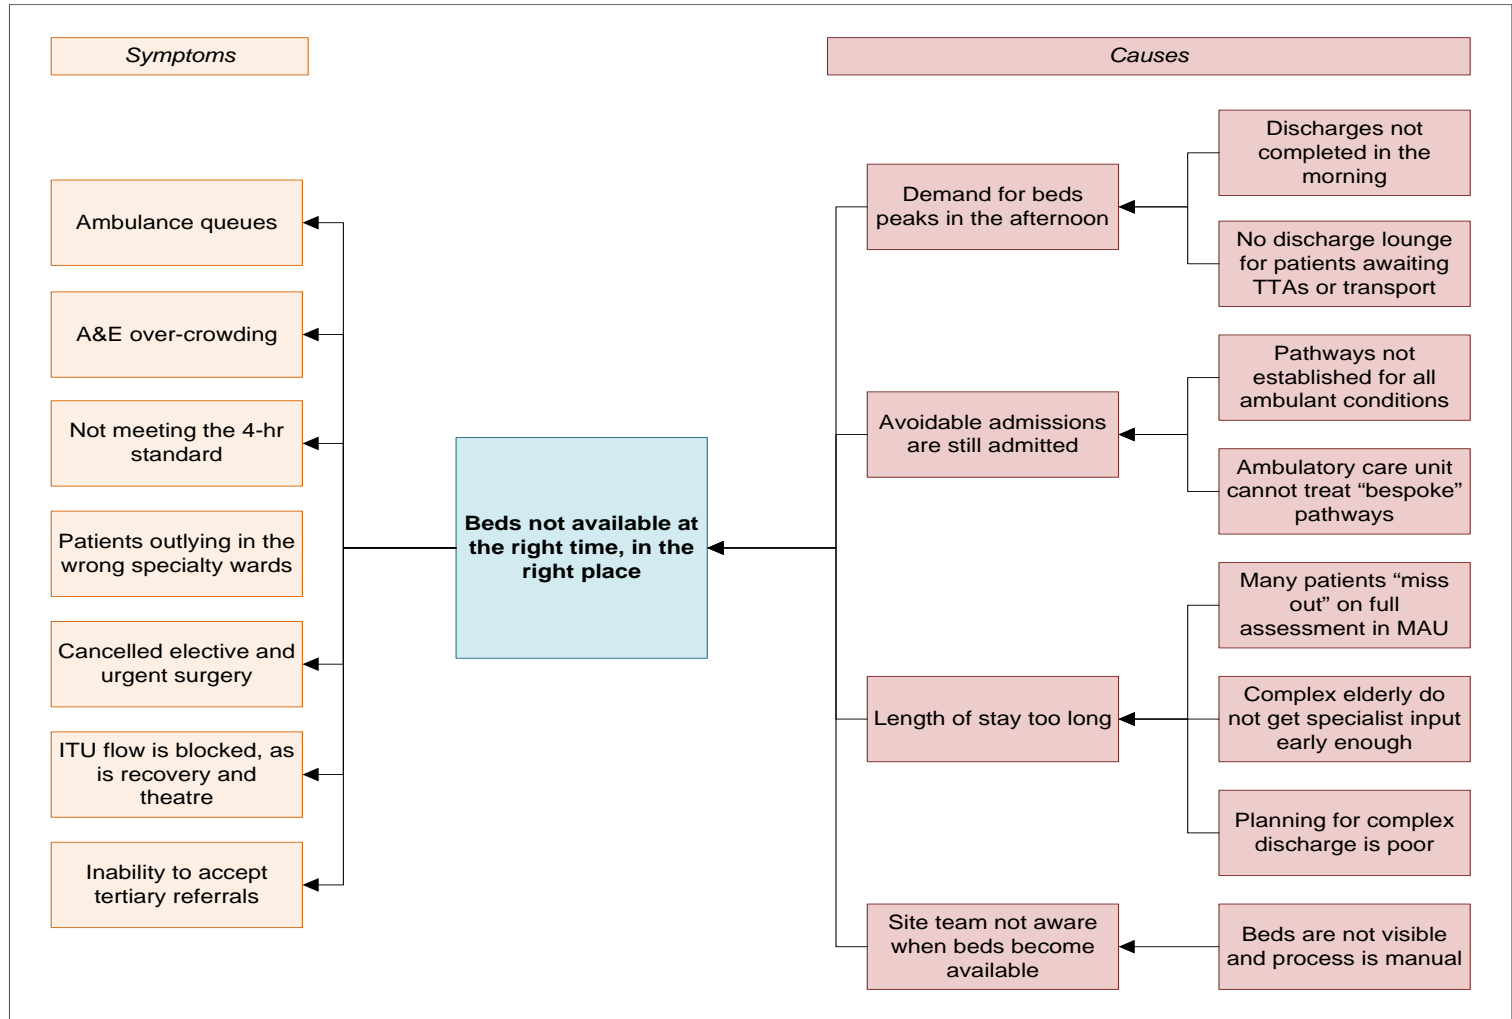 Symptoms
Causes
Ambulance queues
A&E over-crowding
Not meeting the 4-hr
standard
Patients outlying in the
wrong specialty wards
Cancelled elective and
urgent surgery
ITU flow is blocked, as
is recovery and
theatre
Inability to accept
tertiary referrals
Beds not available at
the right time, in the
right place
Demand for beds
peaks in the afternoon
Avoidable admissions
are still admitted
Length of stay too long
Site team not aware
when beds become
available
Discharges not
completed in the
morning
No discharge lounge
for patients awaiting
TTAs or transport
Pathways not
established for all
ambulant conditions
Ambulatory care unit
cannot treat “bespoke”
pathways
Many patients “miss
out” on full
assessment in MAU
Complex elderly do
not get specialist input
early enough
Planning for complex
discharge is poor
Beds are not visible
and process is manual